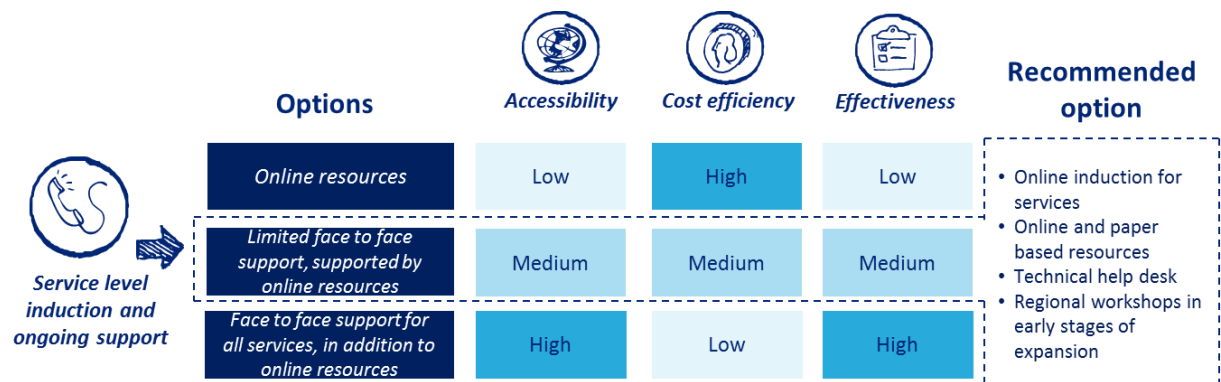 Accessibility
Cost efficiency
Effectiveness
Options
Recommended
option
Online resources
Low
High
Low
Limited face to face
support, supported by
online resources
Medium
Medium
Medium
Face to face support for
all services, in addition to
online resources
High
Low
High
Service level
induction and
ongoing support
• Online induction for
services
• Online and paper
based resources
• Technical help desk
• Regional workshops in
early stages of
expansion